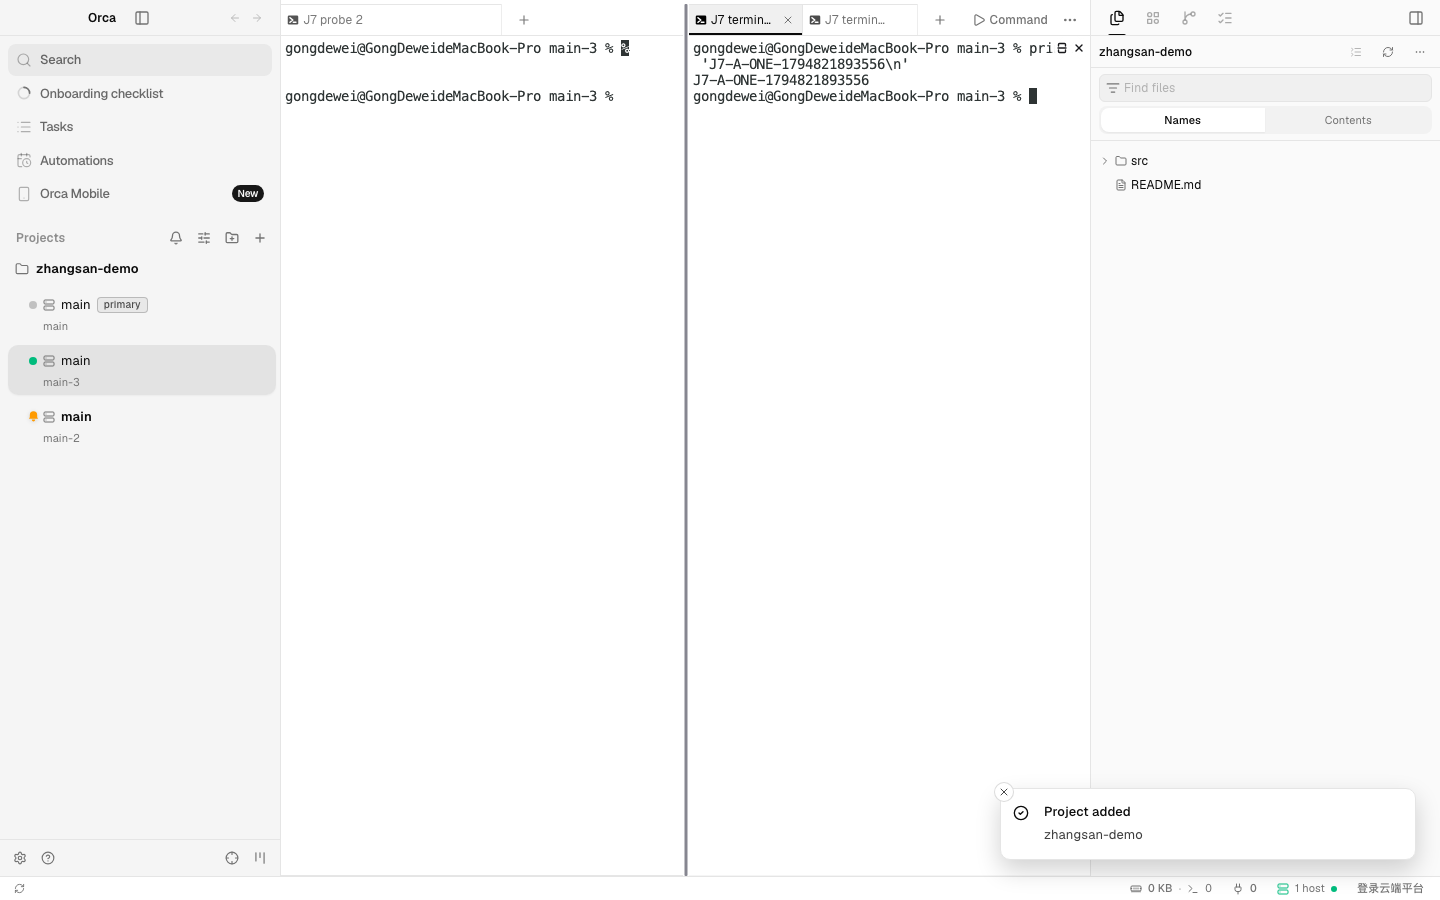 Orca
Search
Onboarding checklist
Tasks
Automations
Orca Mobile
New
Projects
zhangsan-demo
main primary
main
main
main-3
main
main-2
J7 probe 2
gongdewei@GongDeweideMacBook-Pro main-3 % %
gongdewei@GongDeweideMacBook-Pro main-3 %
J7 termin...
J7 termin...
Command
gongdewei@GongDeweideMacBook-Pro main-3 % pri
'J7-A-ONE-1794821893556\n'
J7-A-ONE-1794821893556
gongdewei@GongDeweideMacBook-Pro main-3 %
zhangsan-demo
Find files
Names
Contents
src
README.md
Project added
zhangsan-demo
0 KB · 0
0
1 host
登录云端平台